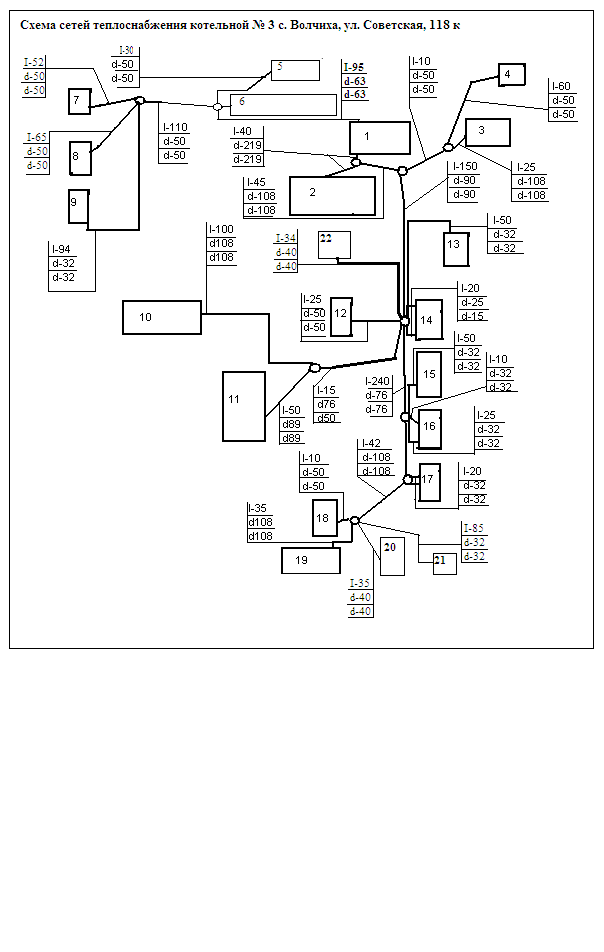 Схема сетей теплоснабжения котельной № 3 с. Волчиха, ул. Советская, 118 к
I-30
d-50
d-50
I-52
d-50
d-50
5
I-95
d-63
d-63
I-10
d-50
d-50
4
I-60
d-50
d-50
7
6
I-110
d-50
d-50
I-65
d-50
d-50
8
I-40
d-219
d-219
1
3
I-45
d-108
d-108
2
I-150
d-90
d-90
I-25
d-108
d-108
9
I-94
d-32
d-32
I-100
d108
d108
I-34
d-40
d-40
22
I-50
d-32
d-32
13
I-20
d-25
d-15
I-25
d-50
d-50
12
14
10
I-50
d-32
d-32
I-10
d-32
d-32
15
11
I-15
d76
d50
I-240
d-76
d-76
I-50
d89
d89
16
I-25
d-32
d-32
I-42
d-108
d-108
I-10
d-50
d-50
17
I-20
d-32
d-32
I-35
d108
d108
18
I-85
d-32
d-32
19
20
21
I-35
d-40
d-40